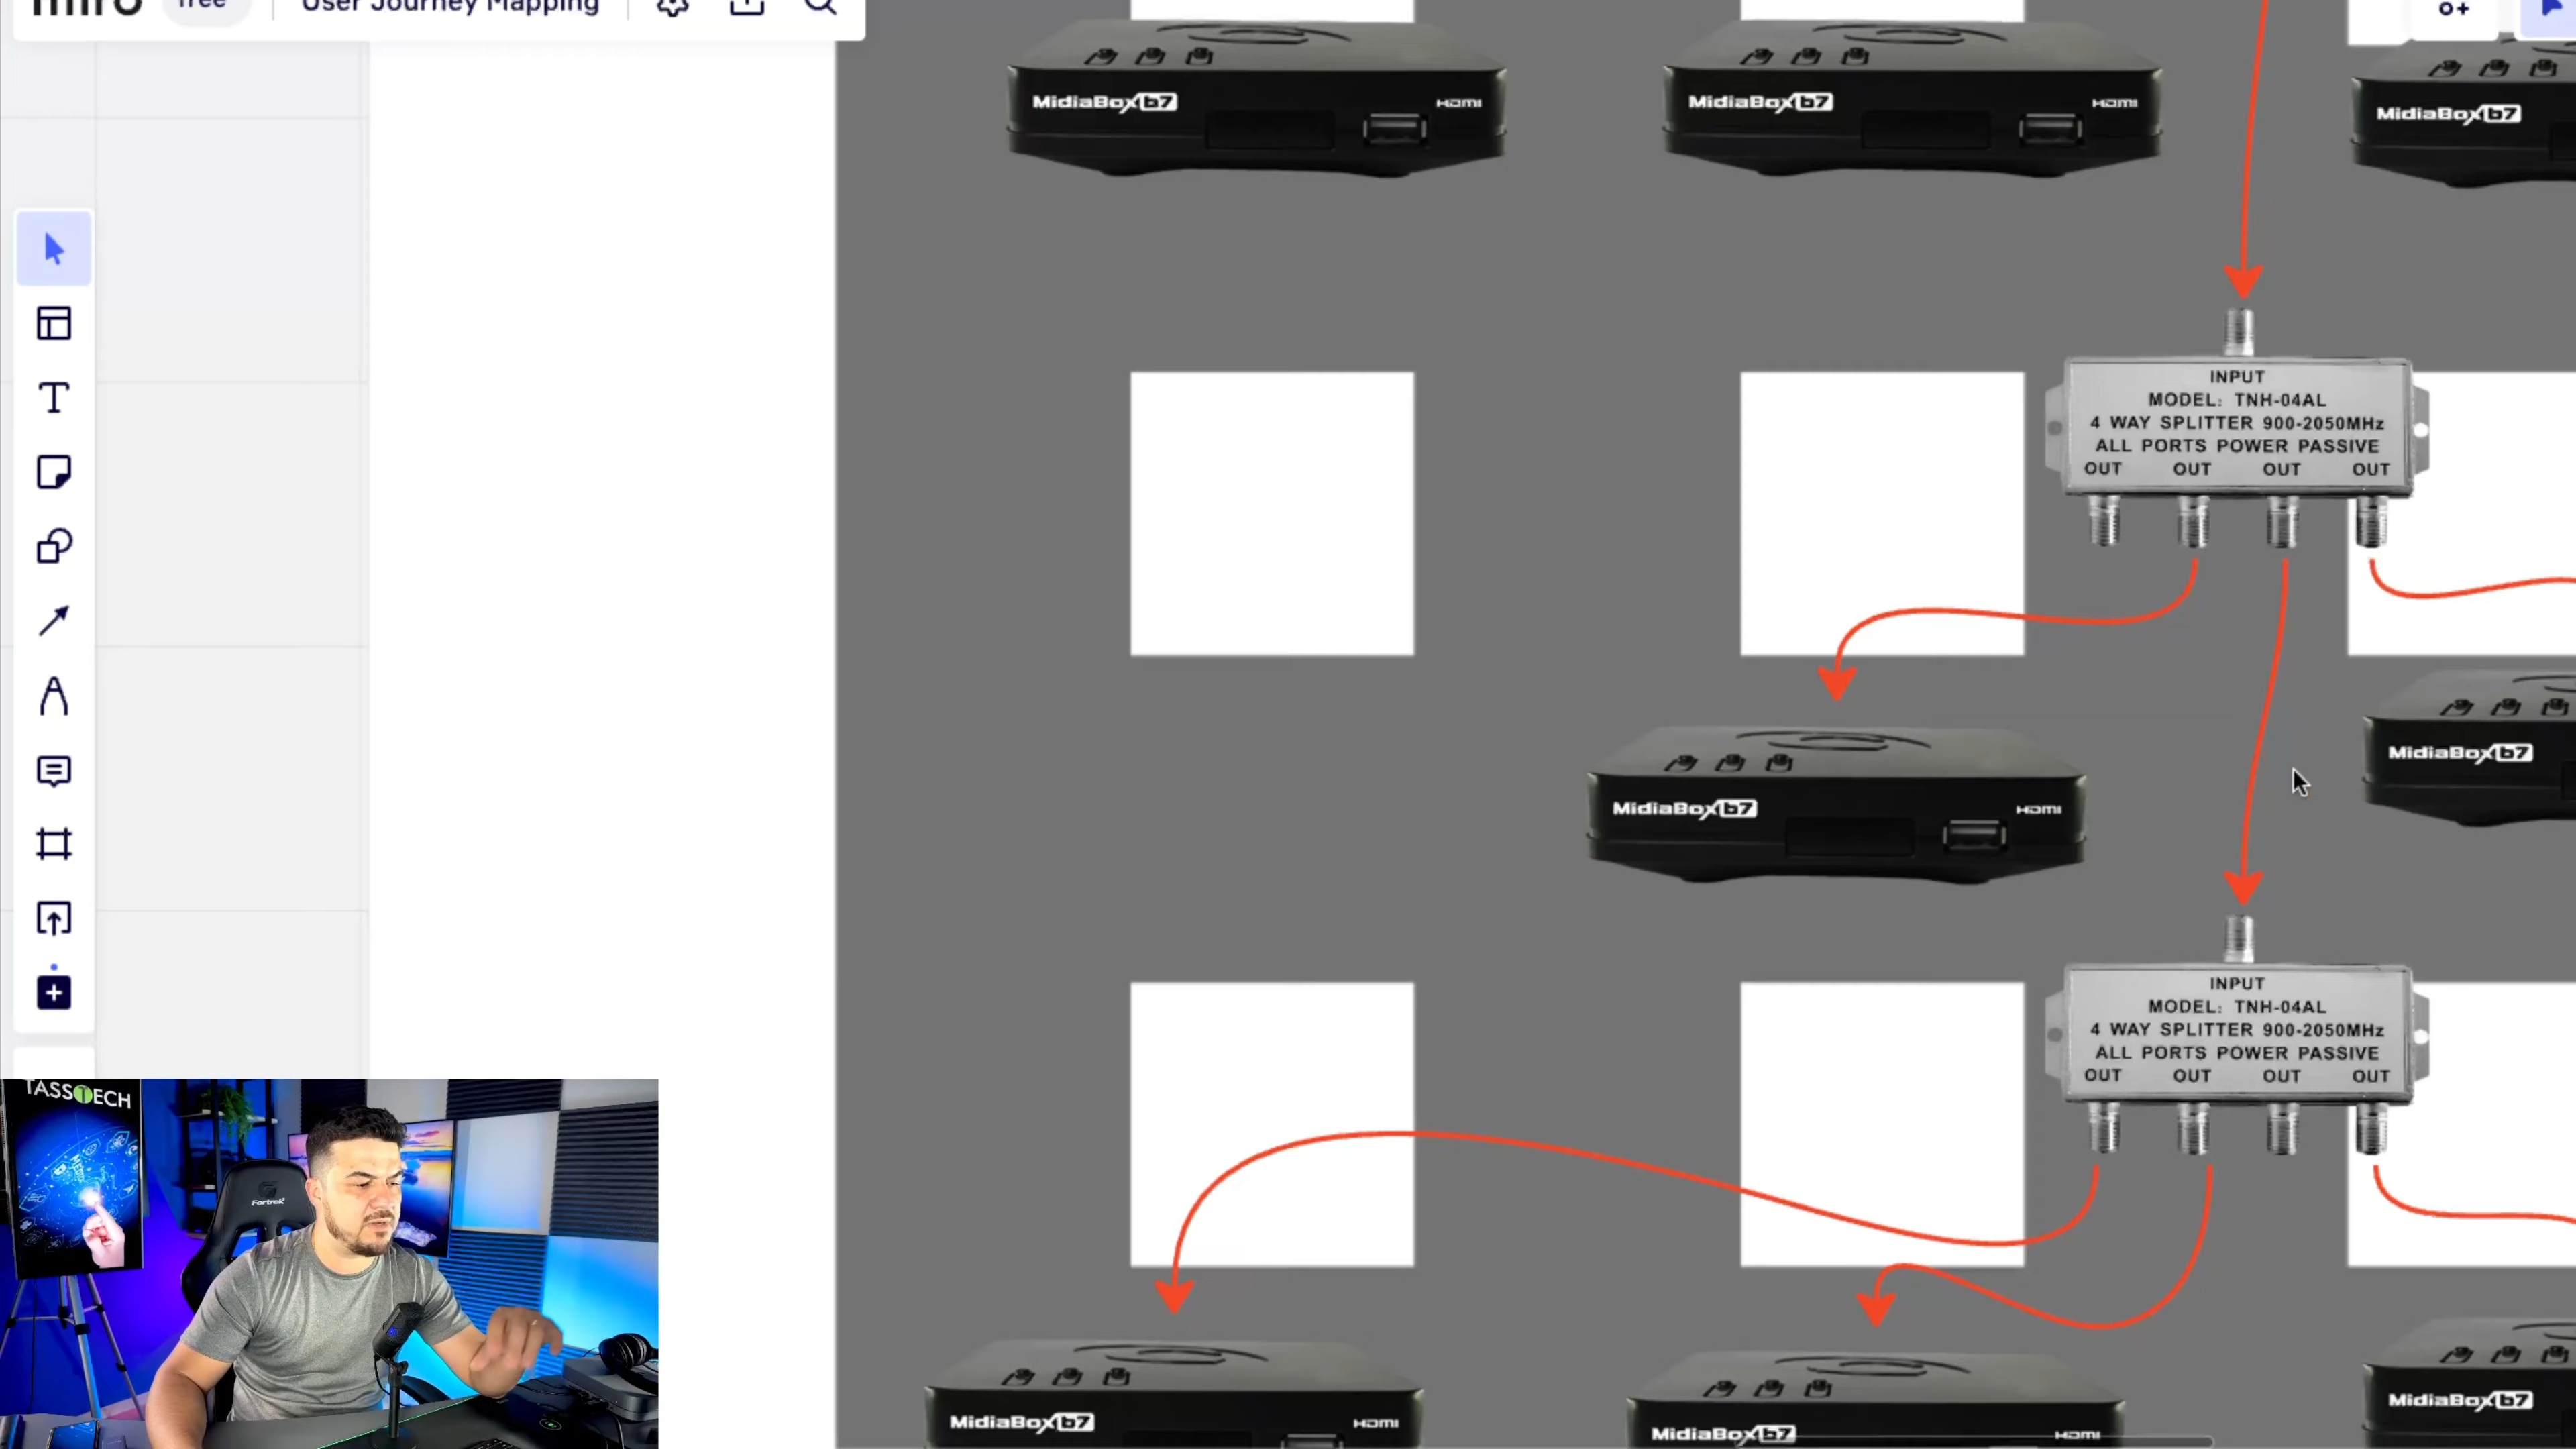 miro free User Journey Mapping
MidiaBox b7 HDMI
MidiaBox b7 HDMI
MidiaBox b7
INPUT
MODEL: TNH-04AL
4 WAY SPLITTER 900-2050MHz
ALL PORTS POWER PASSIVE
OUT OUT OUT OUT
MidiaBox b7 HDMI
MidiaBox b7
INPUT
MODEL: TNH-04AL
4 WAY SPLITTER 900-2050MHz
ALL PORTS POWER PASSIVE
OUT OUT OUT OUT
TASSTECH
Fortrek
MidiaBox b7 HDMI
MidiaBox b7 HDMI
MidiaBox b7